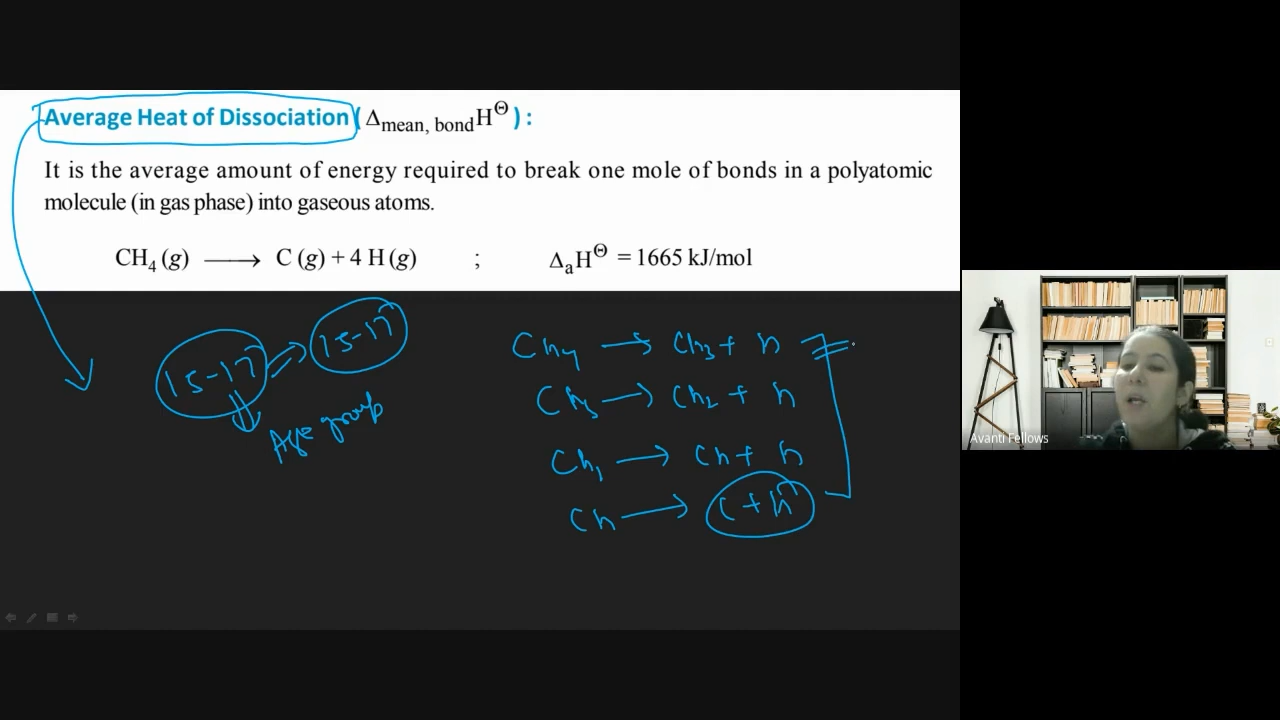 Average Heat of Dissociation (Δmean, bondH⊖) :
It is the average amount of energy required to break one mole of bonds in a polyatomic
molecule (in gas phase) into gaseous atoms.
CH4 (g) ⟶ C (g) + 4 H (g) ; ΔaH⊖ = 1665 kJ/mol
15-17 ⇒ 15-17
Age group
Ch4 → Ch3 + h
Ch3 → Ch2 + h
Ch → Ch + h
Ch → C + h
Avanti Fellows